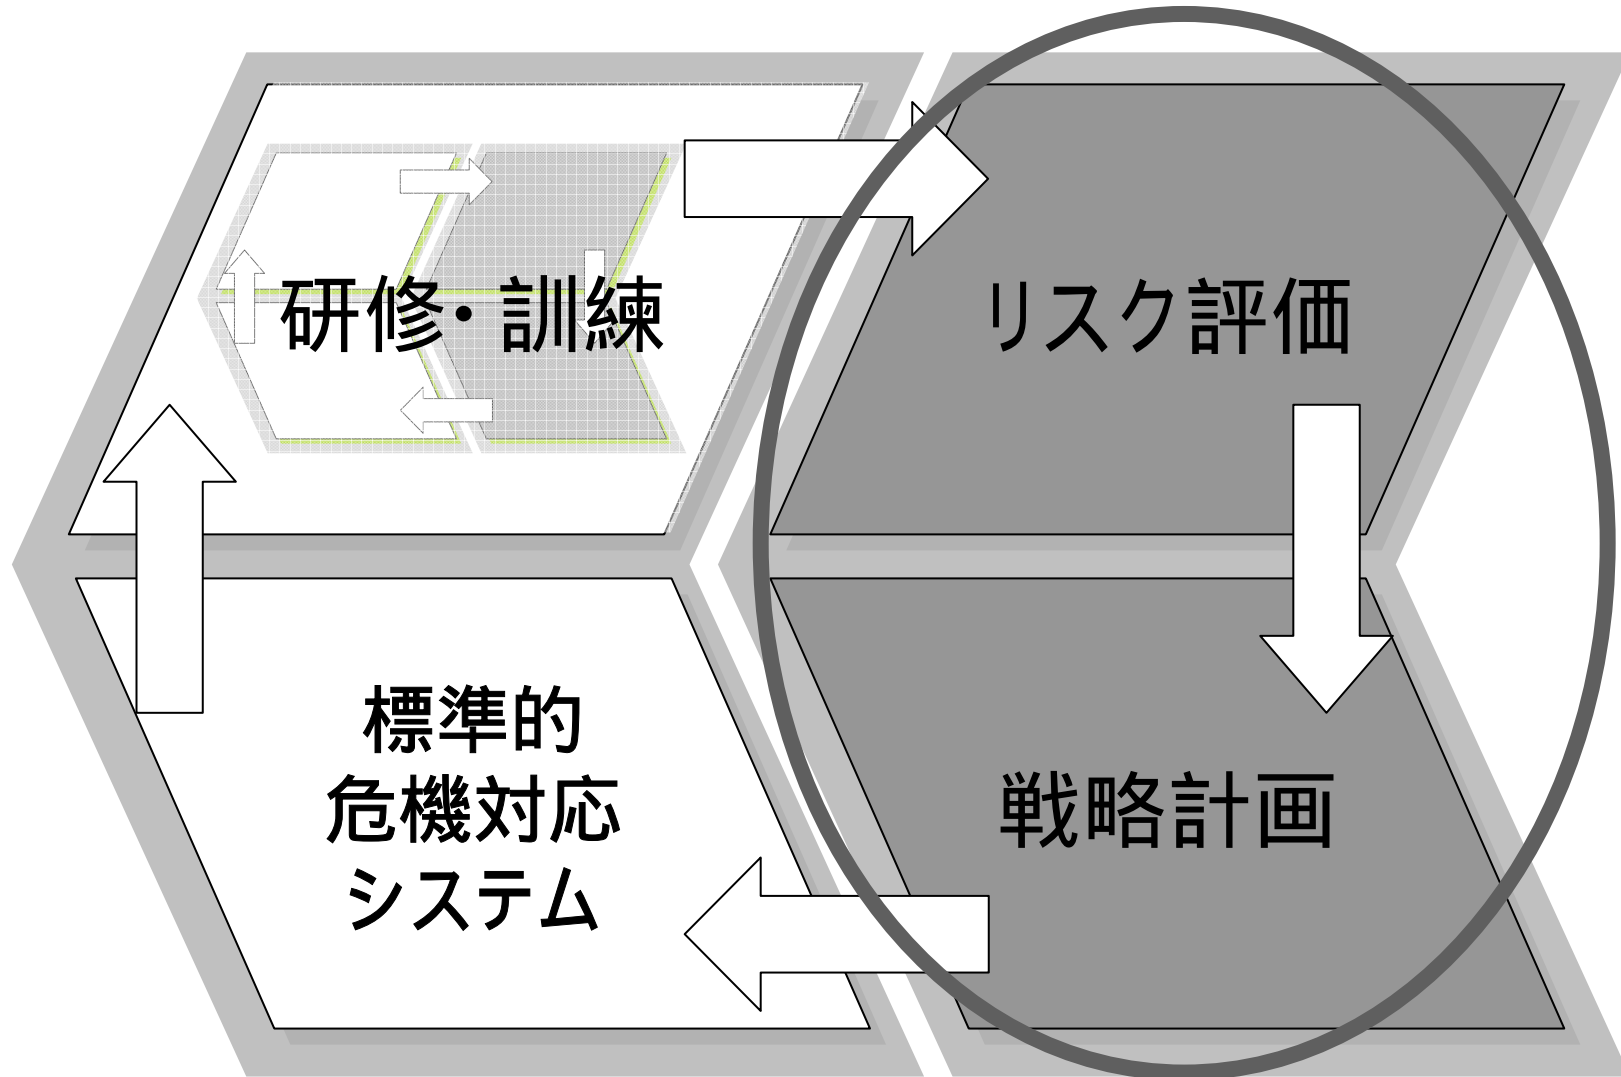 研修・訓練
リスク評価
標準的
危機対応
システム
戦略計画